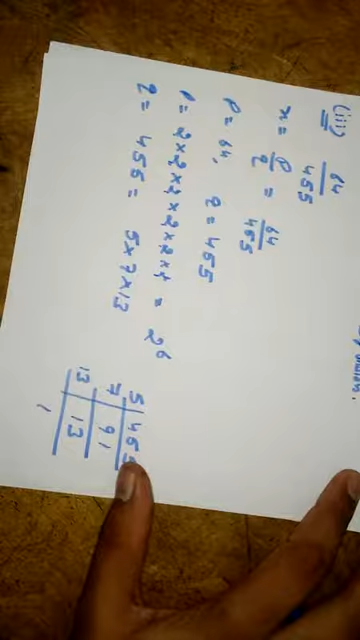 (iii) 64/455
x = p/q = 64/455
p = 64, q = 455
p = 2×2×2×2×2×2 = 2⁶
q = 455 = 5×7×13
5 | 455
7 | 91
13 | 13
1